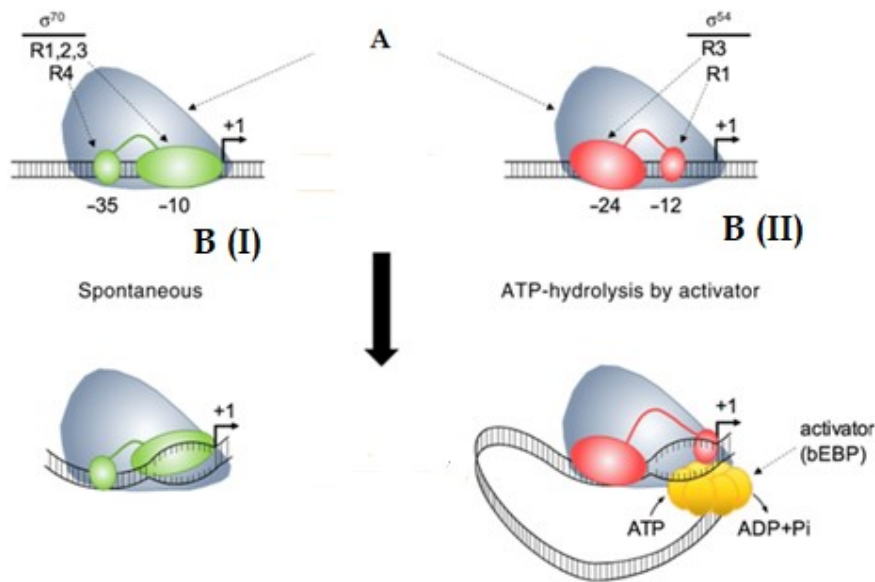 σ⁷⁰
R1,2,3
R4
A
σ⁵⁴
R3
R1
+1
+1
−35
−10
−24
−12
B (I)
B (II)
Spontaneous
ATP-hydrolysis by activator
+1
+1
activator
(bEBP)
ATP
ADP+Pi